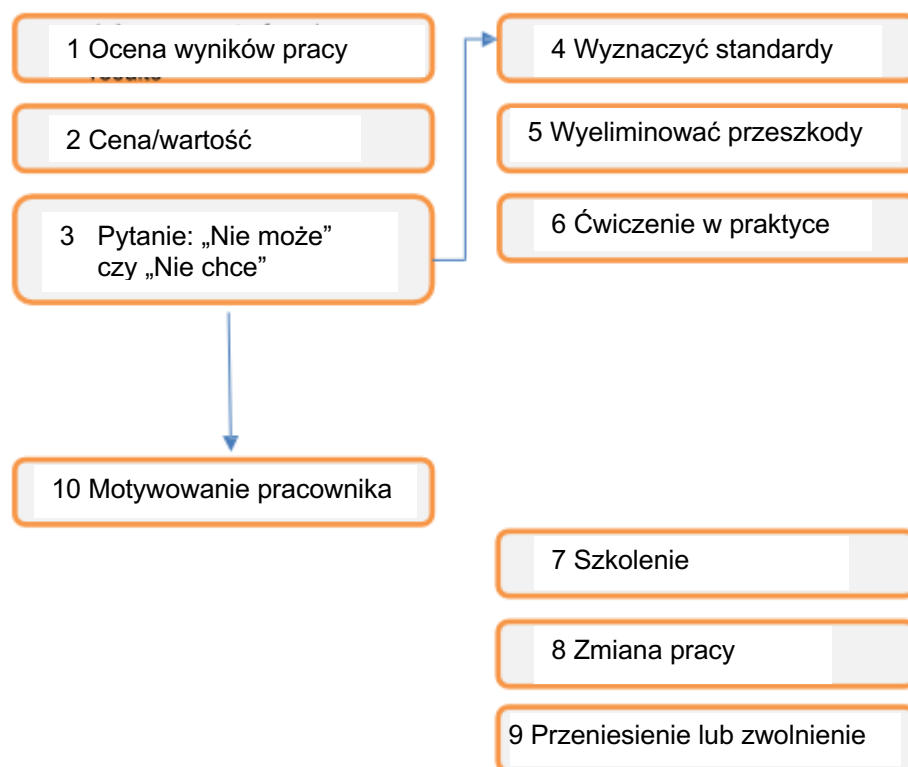 1 Ocena wyników pracy
2 Cena/wartość
3 Pytanie: „Nie może”
czy „Nie chce”
4 Wyznaczyć standardy
5 Wyeliminować przeszkody
6 Ćwiczenie w praktyce
10 Motywowanie pracownika
7 Szkolenie
8 Zmiana pracy
9 Przeniesienie lub zwolnienie